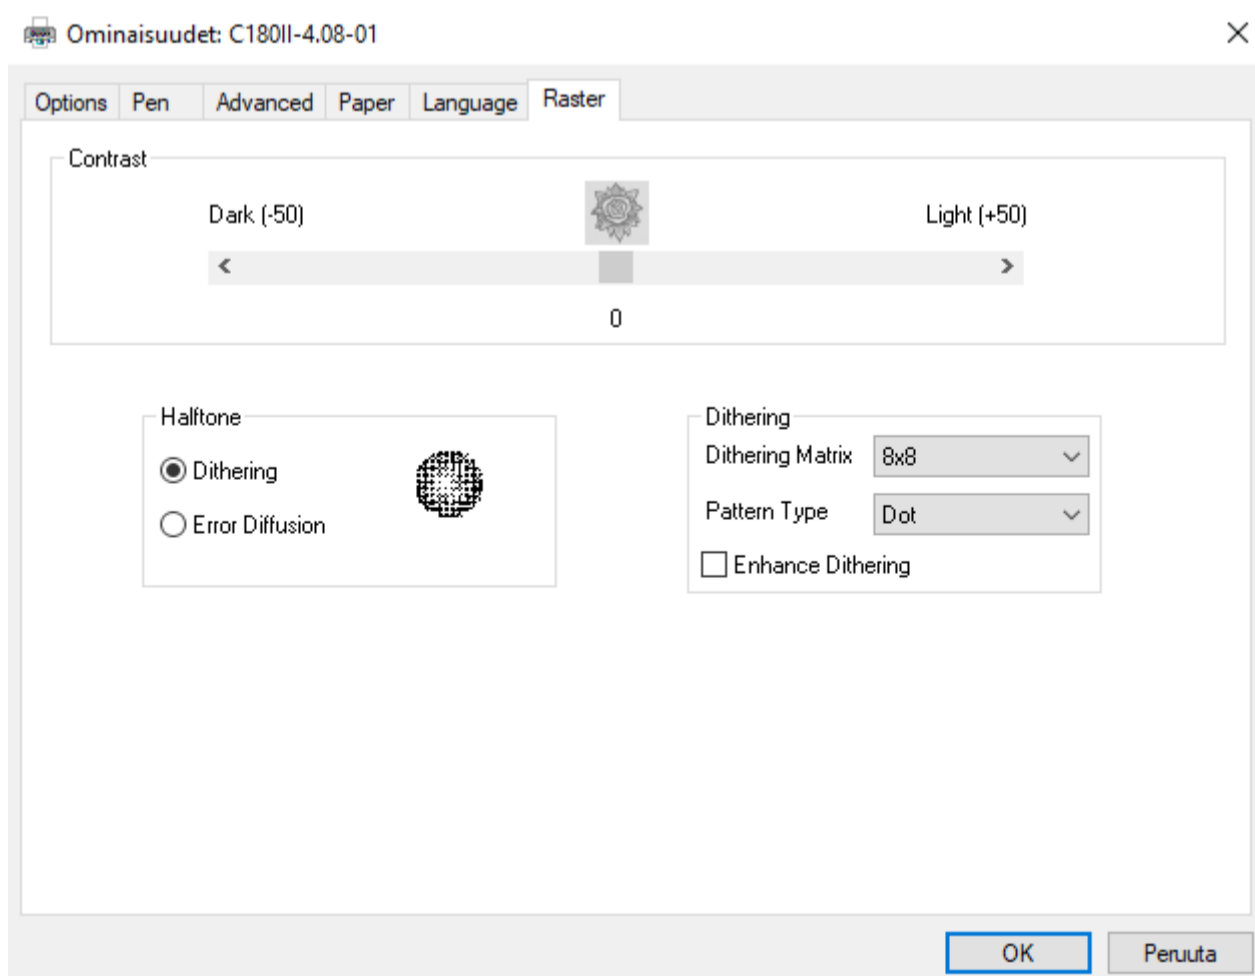 Ominaisuudet: C180II-4.08-01
Options Pen Advanced Paper Language Raster
Contrast
Dark (-50) Light (+50)
0
Halftone
Dithering
Error Diffusion
Dithering
Dithering Matrix 8x8
Pattern Type Dot
Enhance Dithering
OK Peruuta